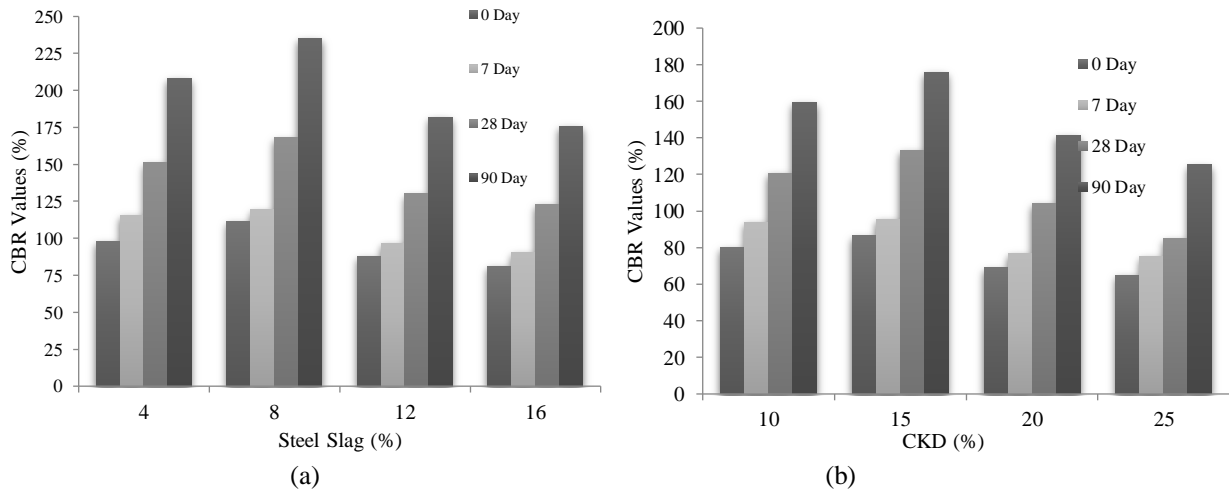 250
225
200
175
150
125
100
75
50
25
0
CBR Values (%)
4 8 12 16
Steel Slag (%)
0 Day
7 Day
28 Day
90 Day
(a)
200
180
160
140
120
100
80
60
40
20
0
CBR Values (%)
10 15 20 25
CKD (%)
0 Day
7 Day
28 Day
90 Day
(b)